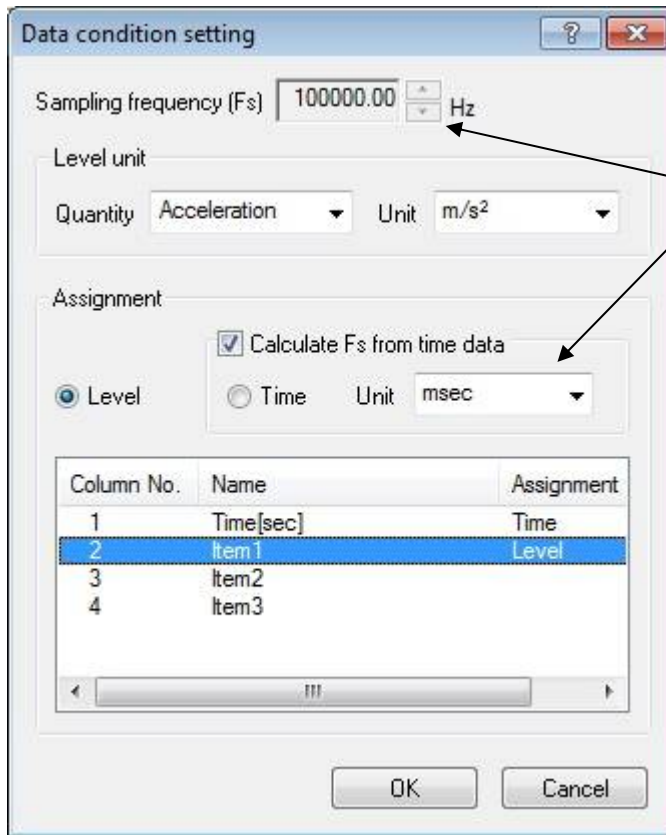 Data condition setting
Sampling frequency (Fs) 100000.00 Hz
Level unit
Quantity Acceleration Unit m/s²
Assignment
Calculate Fs from time data
Level Time Unit msec
Column No. Name Assignment
1 Time[sec] Time
2 Item1 Level
3 Item2
4 Item3
OK Cancel